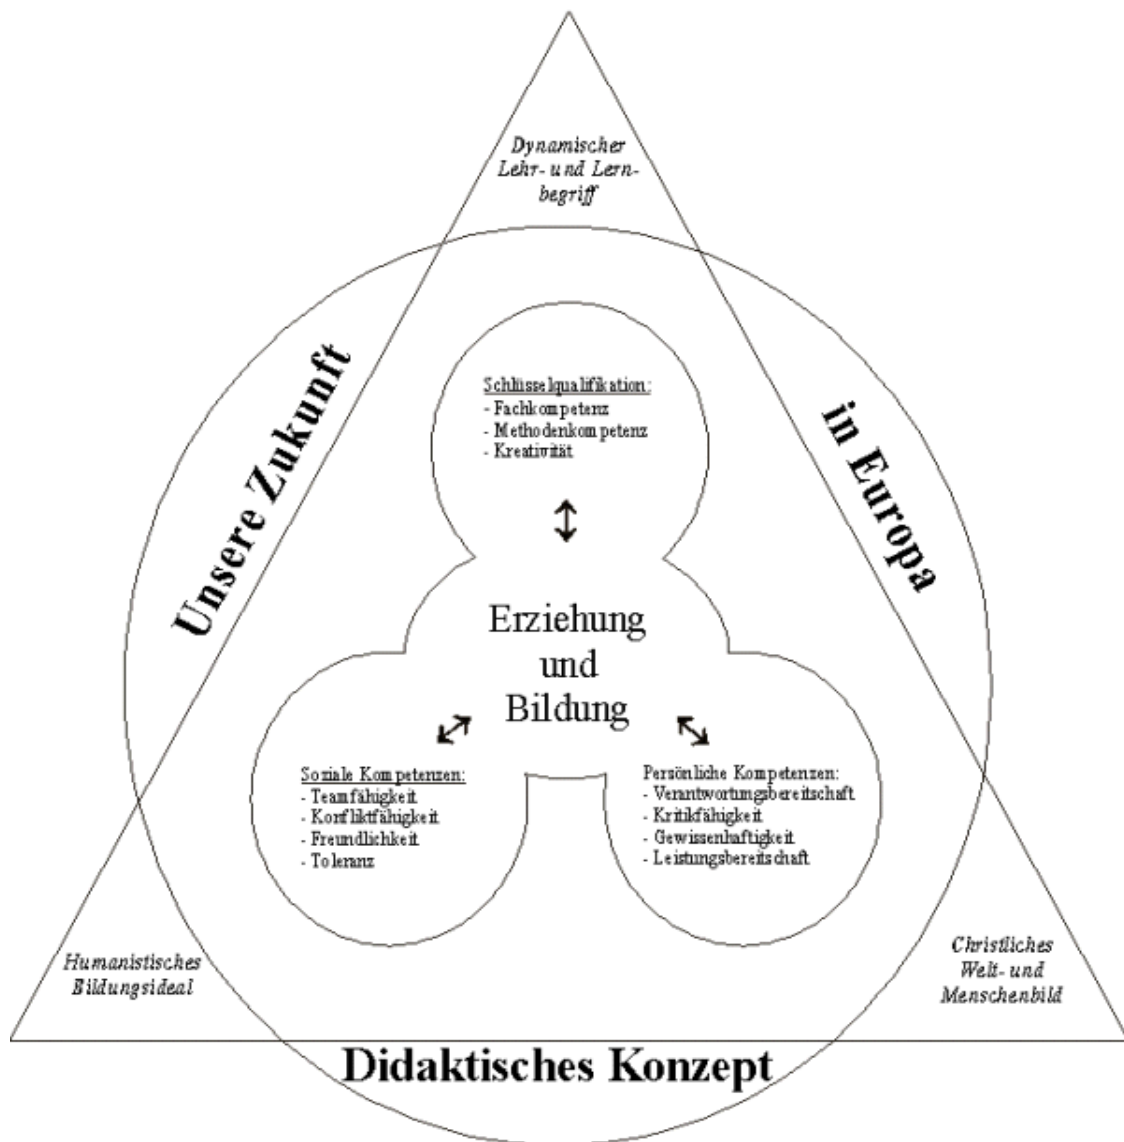 Dynamischer
Lehr- und Lern-
begriff
Unsere Zukunft
in Europa
Schlüsselqualifikation:
- Fachkompetenz
- Methodenkompetenz
- Kreativität
Erziehung
und
Bildung
Soziale Kompetenzen:
- Teamfähigkeit
- Konfliktfähigkeit
- Freundlichkeit
- Toleranz
Persönliche Kompetenzen:
- Verantwortungsbereitschaft
- Kritikfähigkeit
- Gewissenhaftigkeit
- Leistungsbereitschaft
Humanistisches
Bildungsideal
Christliches
Welt- und
Menschenbild
Didaktisches Konzept